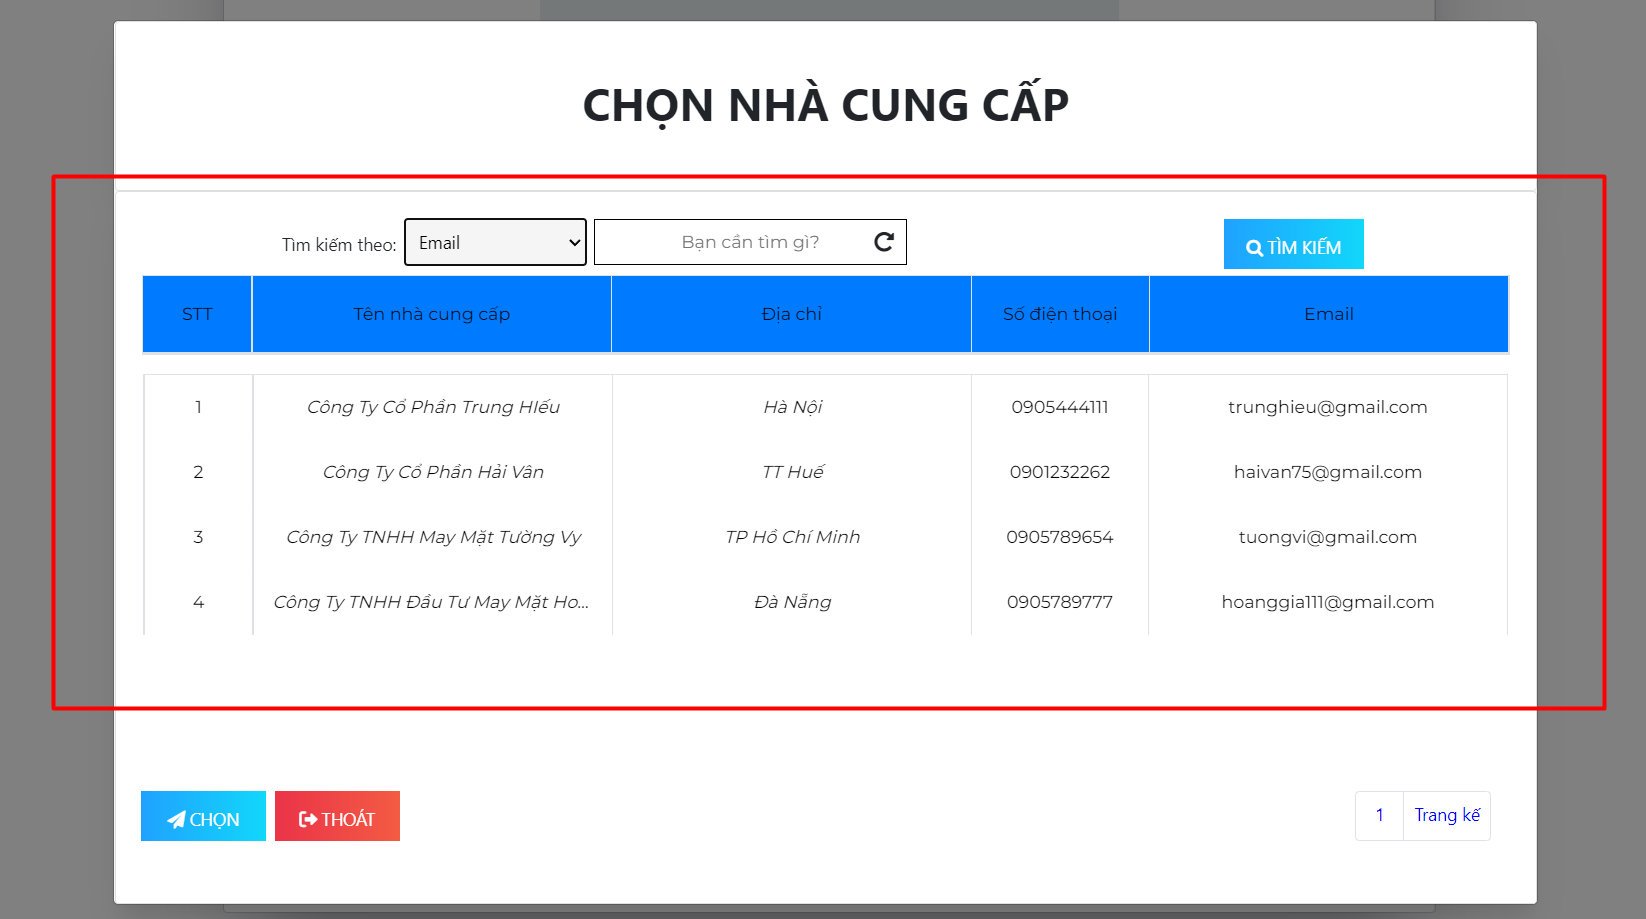 CHỌN NHÀ CUNG CẤP
Tìm kiếm theo: Email Bạn cần tìm gì? TÌM KIẾM
STT Tên nhà cung cấp Địa chỉ Số điện thoại Email
1 Công Ty Cổ Phần Trung HIếu Hà Nội 0905444111 trunghieu@gmail.com
2 Công Ty Cổ Phần Hải Vân TT Huế 0901232262 haivan75@gmail.com
3 Công Ty TNHH May Mặt Tường Vy TP Hồ Chí Minh 0905789654 tuongvi@gmail.com
4 Công Ty TNHH Đầu Tư May Mặt Ho... Đà Nẵng 0905789777 hoanggia111@gmail.com
CHỌN THOÁT 1 Trang kế